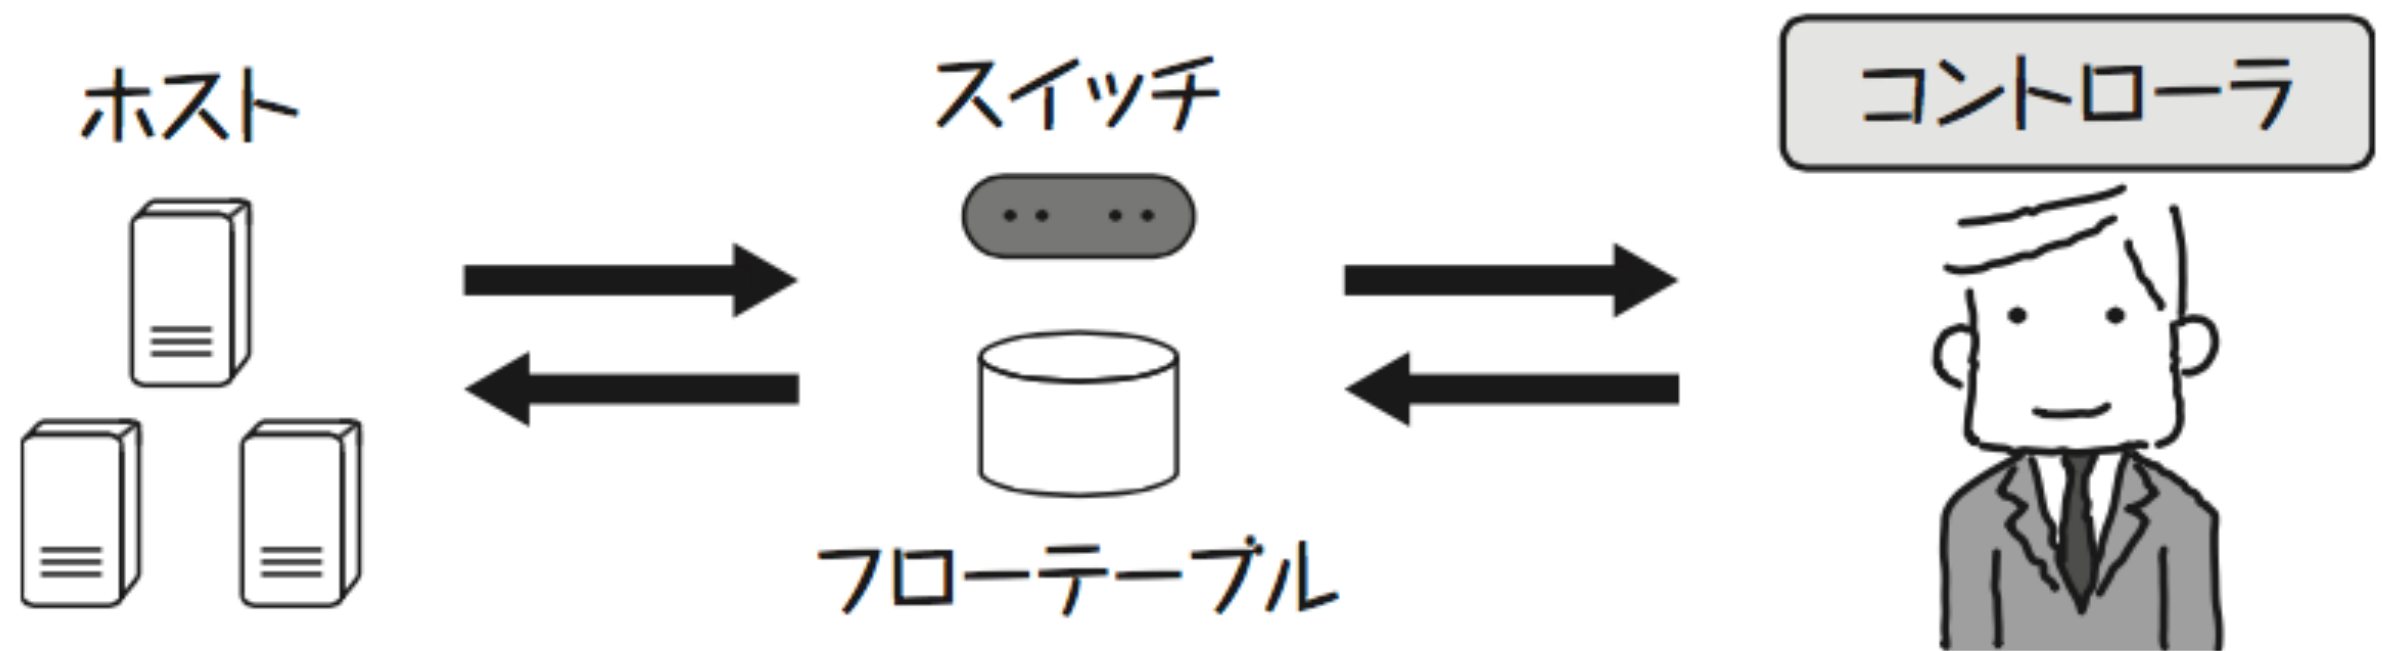 ホスト
スイッチ
コントローラ
フローテーブル